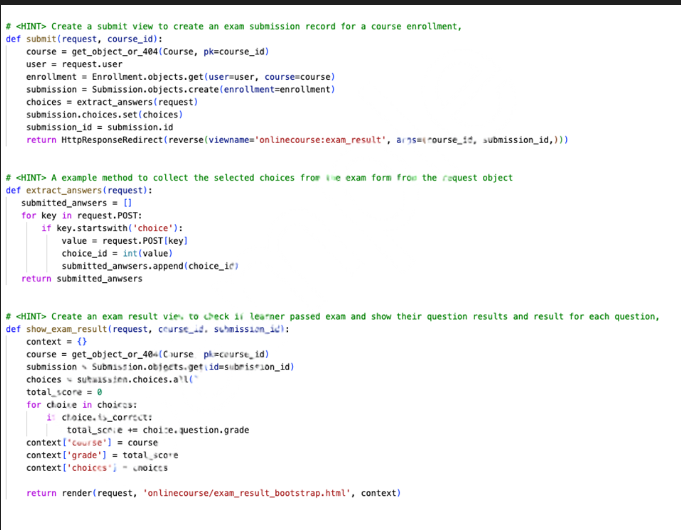 # <HINT> Create a submit view to create an exam submission record for a course enrollment,
def submit(request, course_id):
course = get_object_or_404(Course, pk=course_id)
user = request.user
enrollment = Enrollment.objects.get(user=user, course=course)
submission = Submission.objects.create(enrollment=enrollment)
choices = extract_answers(request)
submission.choices.set(choices)
submission_id = submission.id
return HttpResponseRedirect(reverse(viewname='onlinecourse:exam_result', args=(course_id, submission_id,)))
# <HINT> A example method to collect the selected choices from the exam form from the request object
def extract_answers(request):
submitted_anwsers = []
for key in request.POST:
if key.startswith('choice'):
value = request.POST[key]
choice_id = int(value)
submitted_anwsers.append(choice_id)
return submitted_anwsers
# <HINT> Create an exam result view to check if learner passed exam and show their question results and result for each question,
def show_exam_result(request, course_id, submission_id):
context = {}
course = get_object_or_404(Course pk=course_id)
submission = Submission.objects.get(id=submission_id)
choices = submission.choices.all()
total_score = 0
for choice in choices:
if choice.is_correct:
total_score += choice.question.grade
context['course'] = course
context['grade'] = total_score
context['choices'] = choices
return render(request, 'onlinecourse/exam_result_bootstrap.html', context)